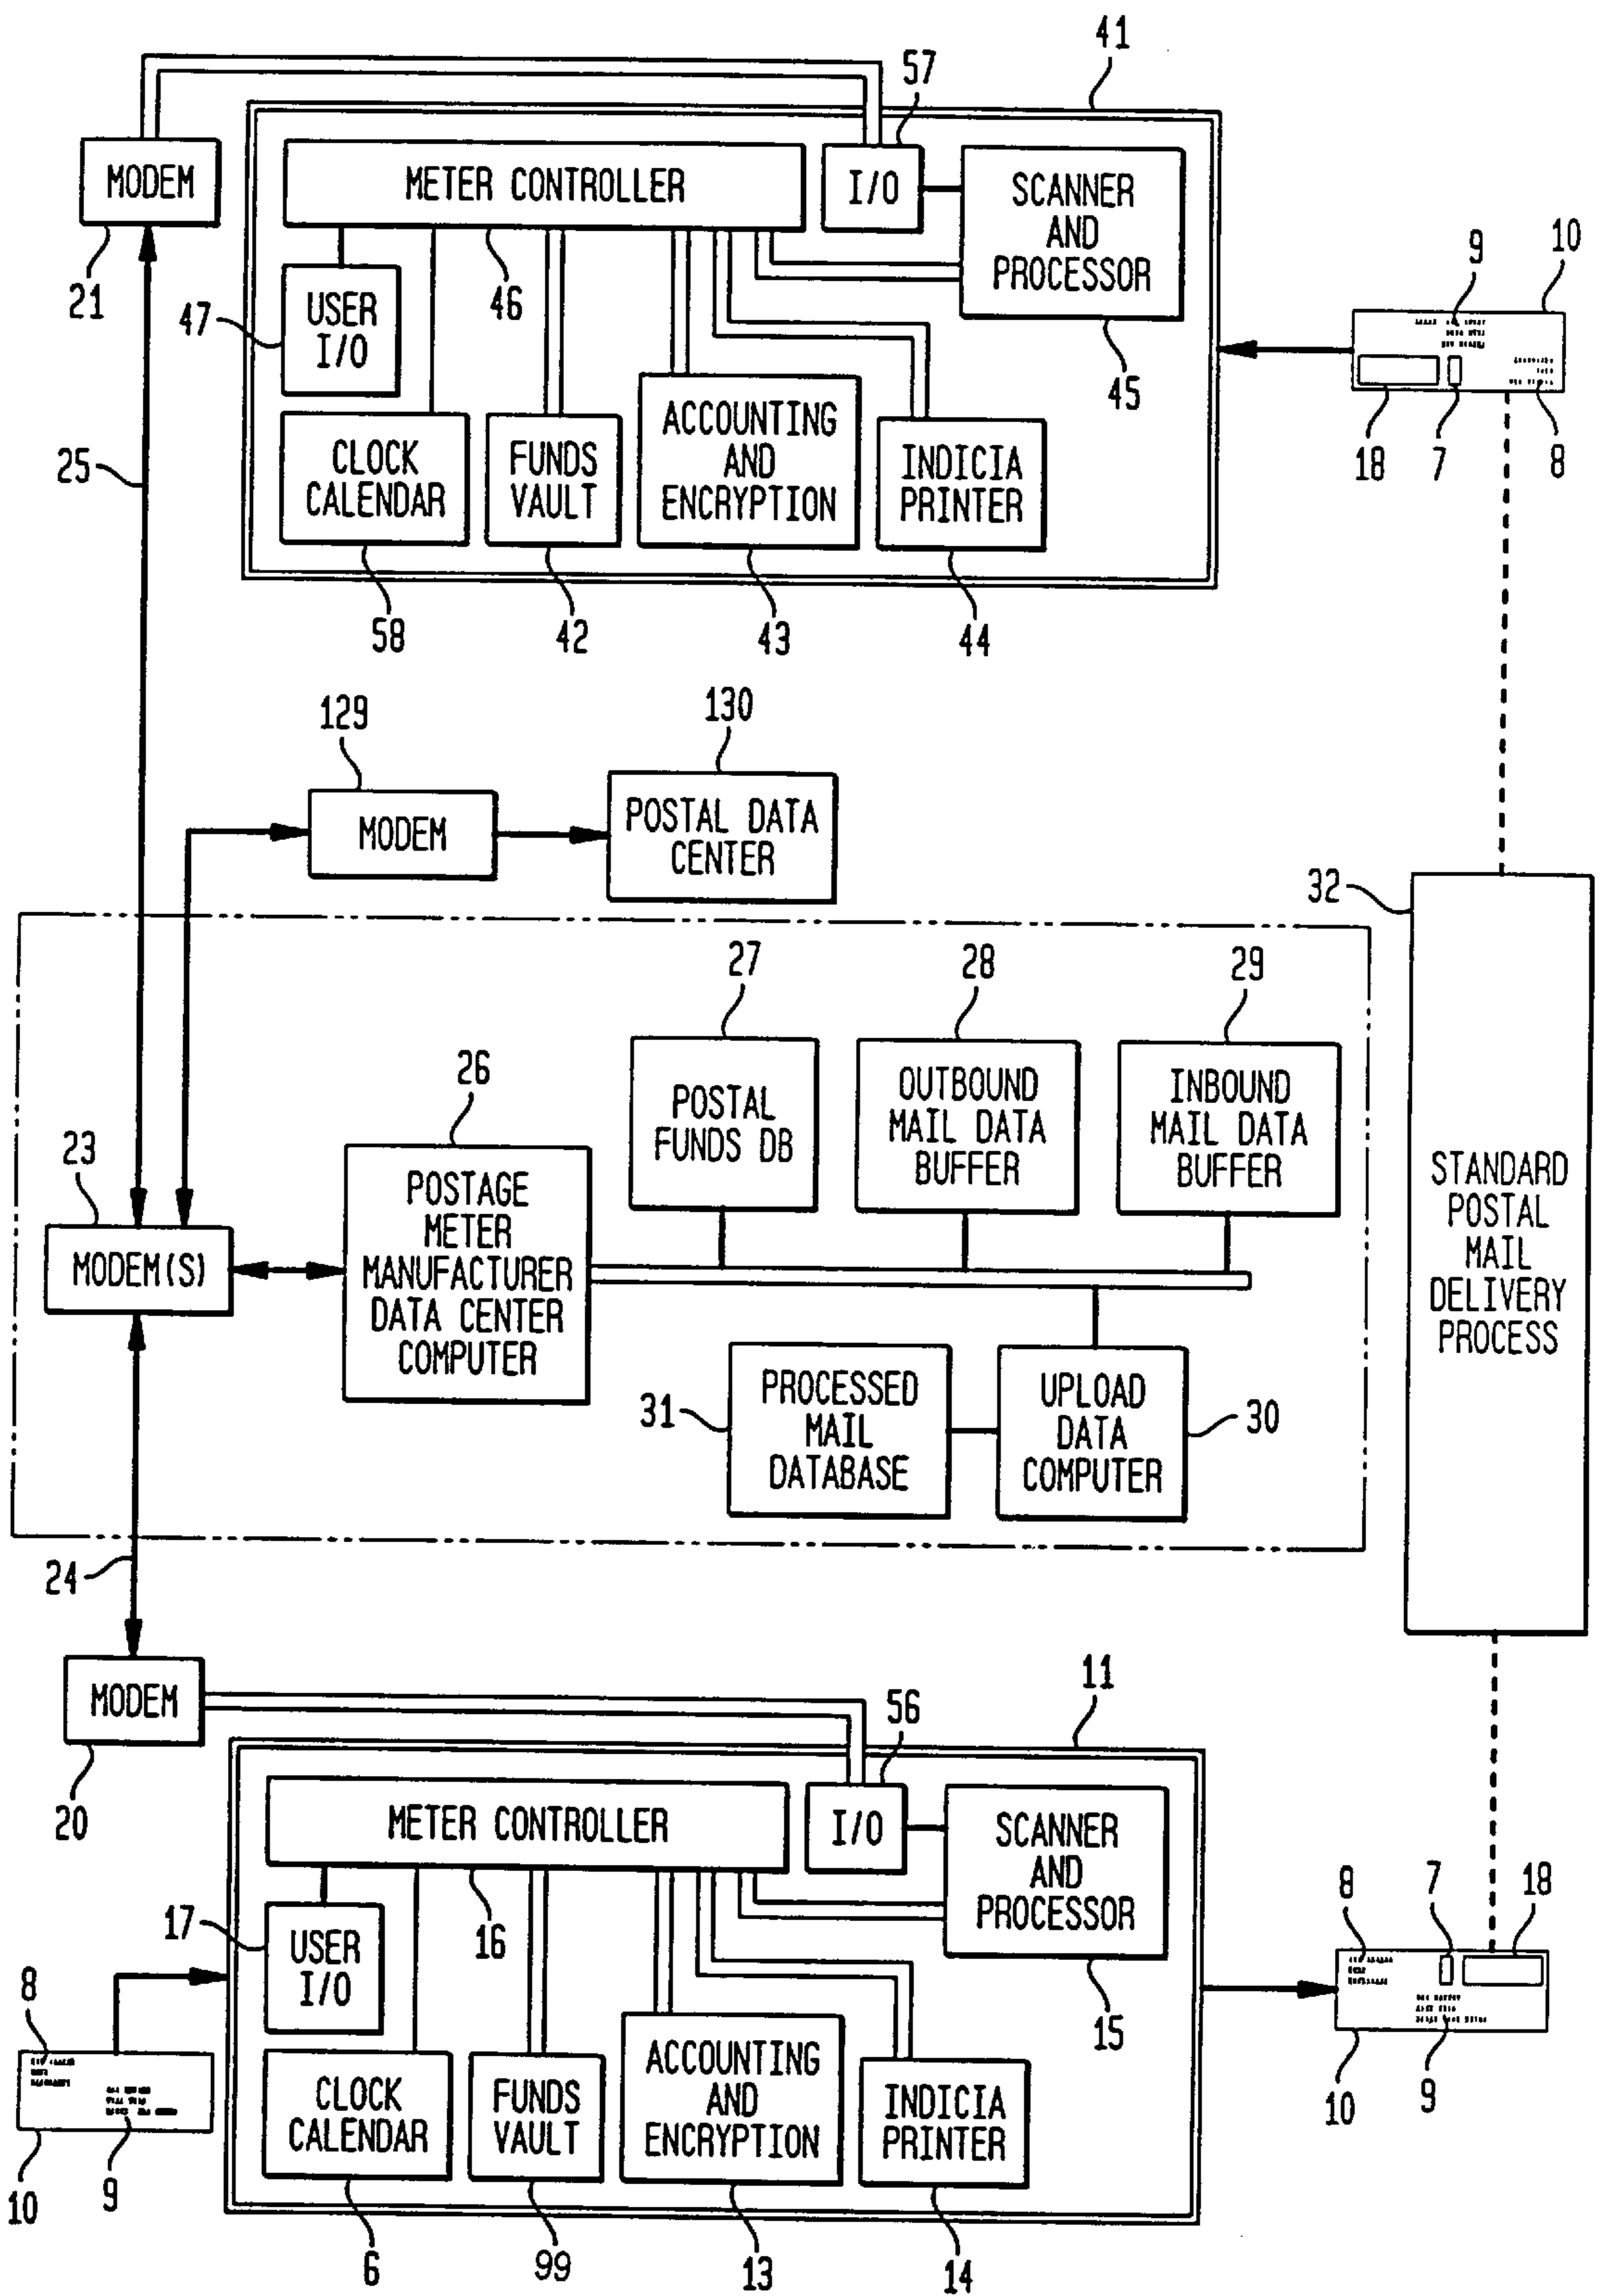 41
57
MODEM
METER CONTROLLER
I/O
SCANNER
AND
PROCESSOR
21
47
USER
I/O
46
45
9
10
18
7
8
25
CLOCK
CALENDAR
FUNDS
VAULT
ACCOUNTING
AND
ENCRYPTION
INDICIA
PRINTER
58
42
43
44
129
130
MODEM
POSTAL DATA
CENTER
32
STANDARD
POSTAL
MAIL
DELIVERY
PROCESS
27
28
29
26
POSTAL
FUNDS DB
OUTBOUND
MAIL DATA
BUFFER
INBOUND
MAIL DATA
BUFFER
23
MODEM(S)
POSTAGE
METER
MANUFACTURER
DATA CENTER
COMPUTER
31
PROCESSED
MAIL
DATABASE
UPLOAD
DATA
COMPUTER
30
24
MODEM
20
11
56
METER CONTROLLER
I/O
SCANNER
AND
PROCESSOR
17
USER
I/O
16
15
8
7
18
10
9
8
10
9
CLOCK
CALENDAR
FUNDS
VAULT
ACCOUNTING
AND
ENCRYPTION
INDICIA
PRINTER
6
99
13
14